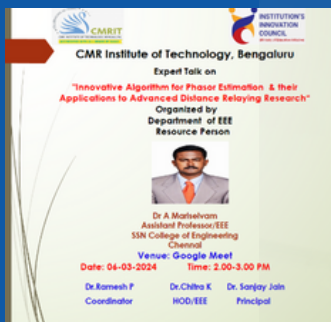 CMRIT
INSTITUTION'S
INNOVATION
COUNCIL
CMR Institute of Technology, Bengaluru
Expert Talk on
"Innovative Algorithm for Phasor Estimation & their
Applications to Advanced Distance Relaying Research"
Organized by
Department of EEE
Resource Person
Dr A Mariselvam
Assistant Professor/EEE
SSN College of Engineering
Chennai
Venue: Google Meet
Date: 06-03-2024 Time: 2.00-3.00 PM
Dr.Ramesh P Dr.Chitra K Dr. Sanjay Jain
Coordinator HOD/EEE Principal